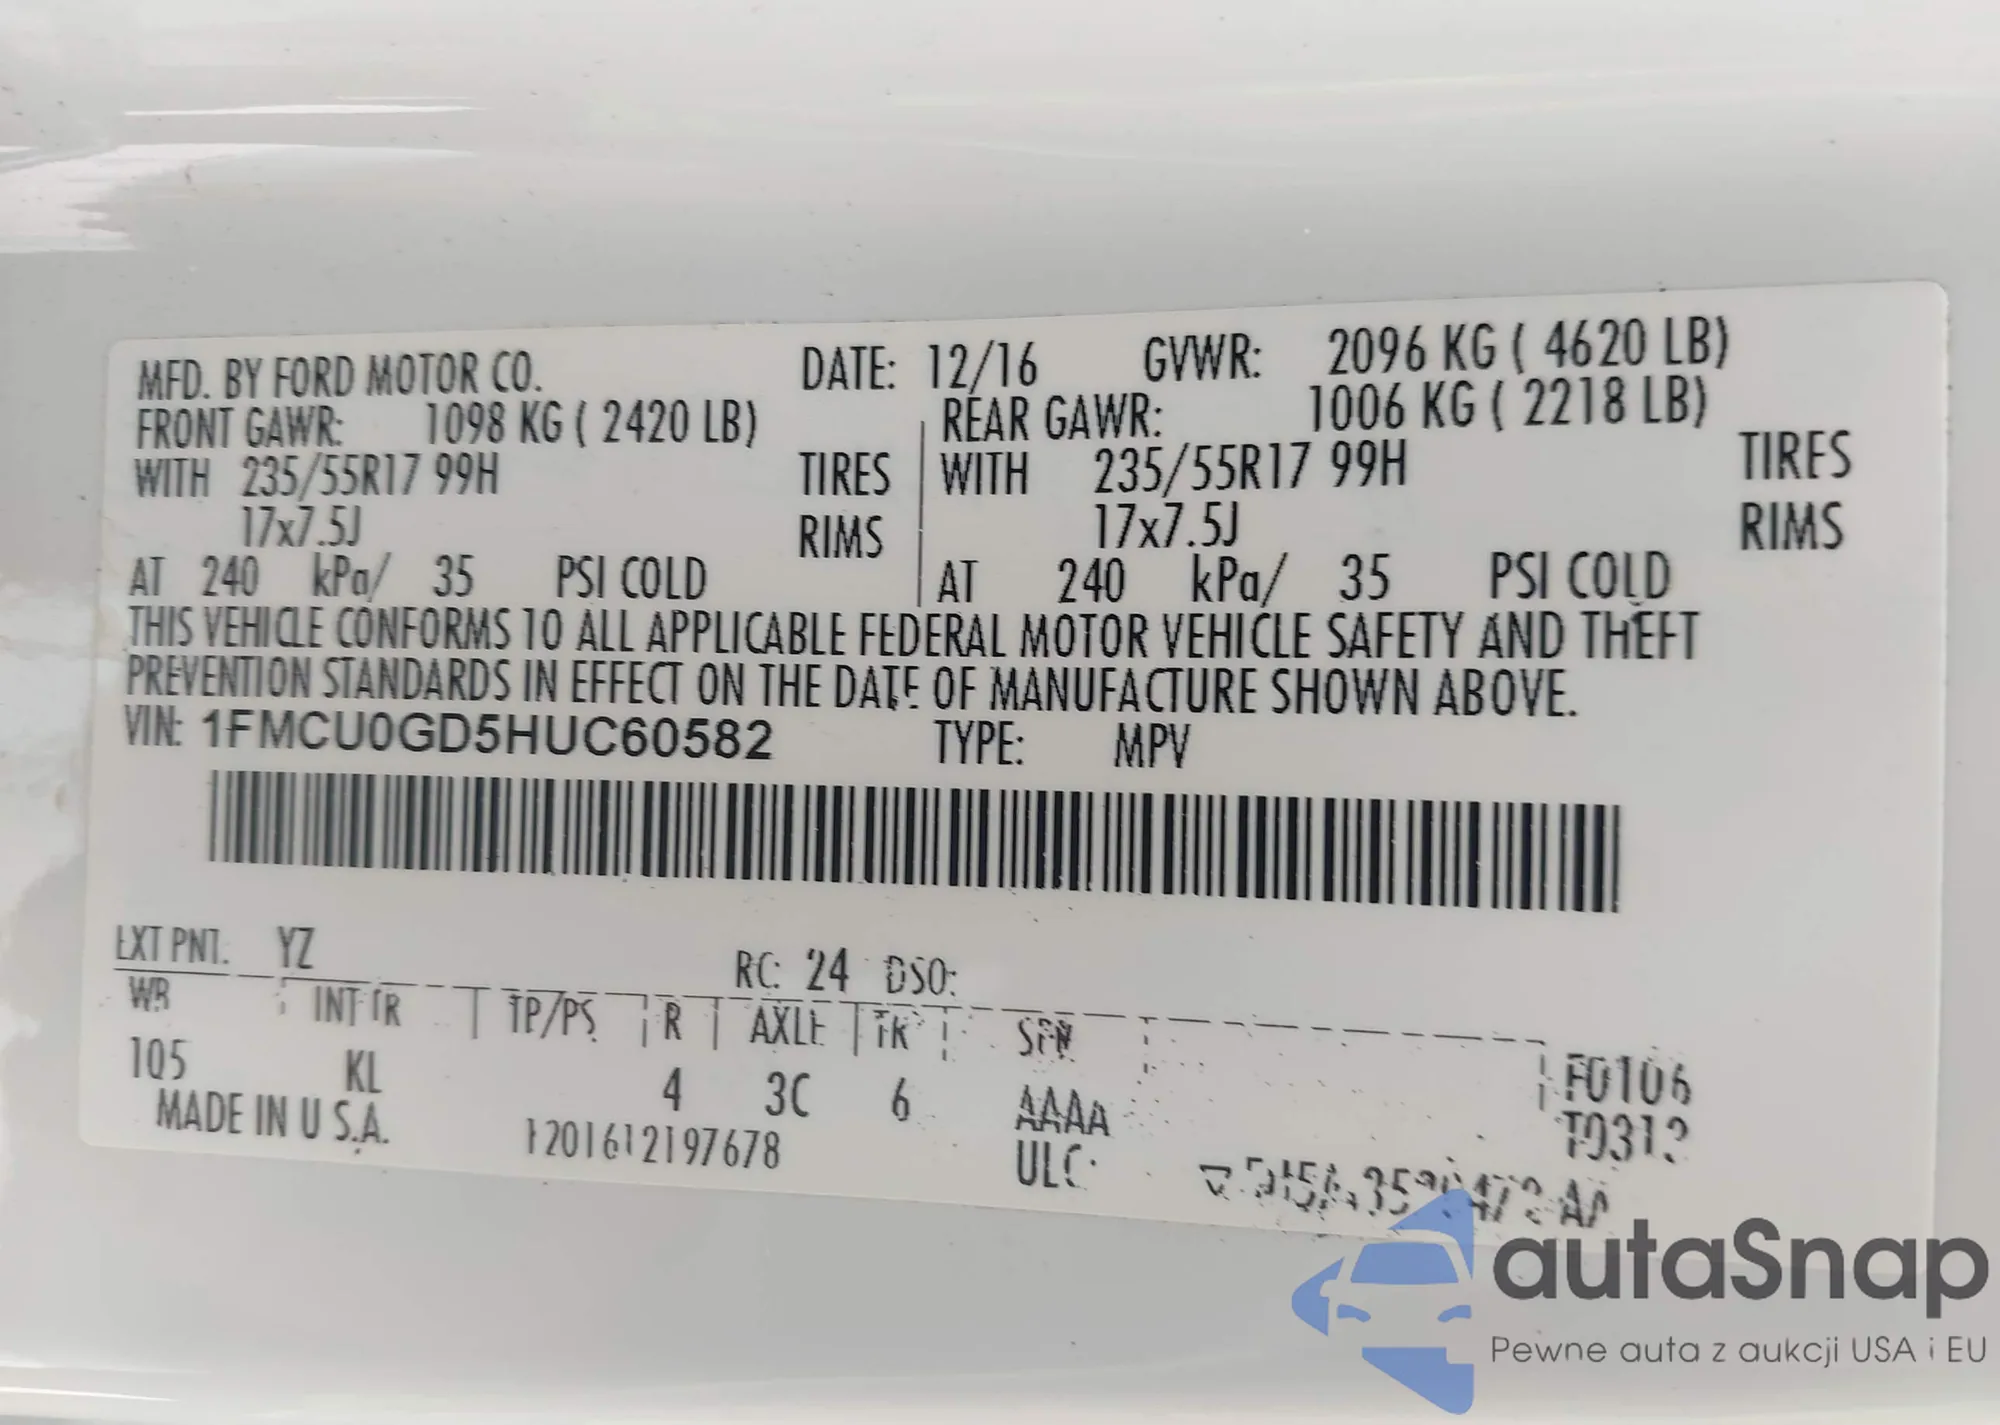 MFD. BY FORD MOTOR CO. DATE: 12/16 GVWR: 2096 KG ( 4620 LB)
FRONT GAWR: 1098 KG ( 2420 LB) REAR GAWR: 1006 KG ( 2218 LB)
WITH 235/55R17 99H TIRES WITH 235/55R17 99H TIRES
17x7.5J RIMS 17x7.5J RIMS
AT 240 kPa/ 35 PSI COLD AT 240 kPa/ 35 PSI COLD
THIS VEHICLE CONFORMS TO ALL APPLICABLE FEDERAL MOTOR VEHICLE SAFETY AND THEFT
PREVENTION STANDARDS IN EFFECT ON THE DATE OF MANUFACTURE SHOWN ABOVE.
VIN: 1FMCU0GD5HUC60582 TYPE: MPV
EXT PNT: YZ RC: 24 DSO:
WB INT TR TP/PS R AXLE TR SPR
105 KL 4 3C 6 AAAA F0106
MADE IN U.S.A. 1201612197678 ULC: T0312
autaSnap
Pewne auta z aukcji USA i EU